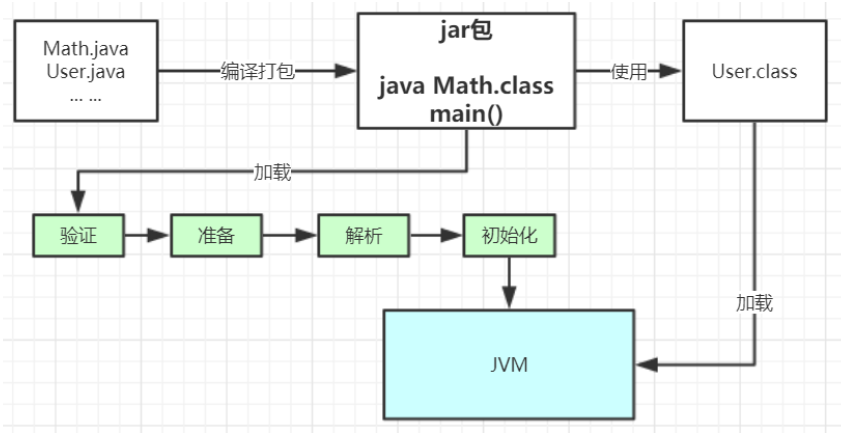 Math.java
User.java
... ...
编译打包
jar包
java Math.class
main()
使用
User.class
加载
验证
准备
解析
初始化
加载
JVM